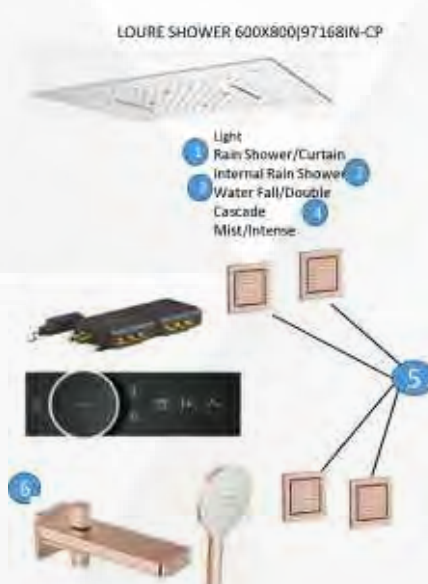 LOURE SHOWER 600X800|97168IN-CP
Light
1 Rain Shower/Curtain
Internal Rain Shower 2
3 Water Fall/Double
Cascade 4
Mist/Intense
5
6